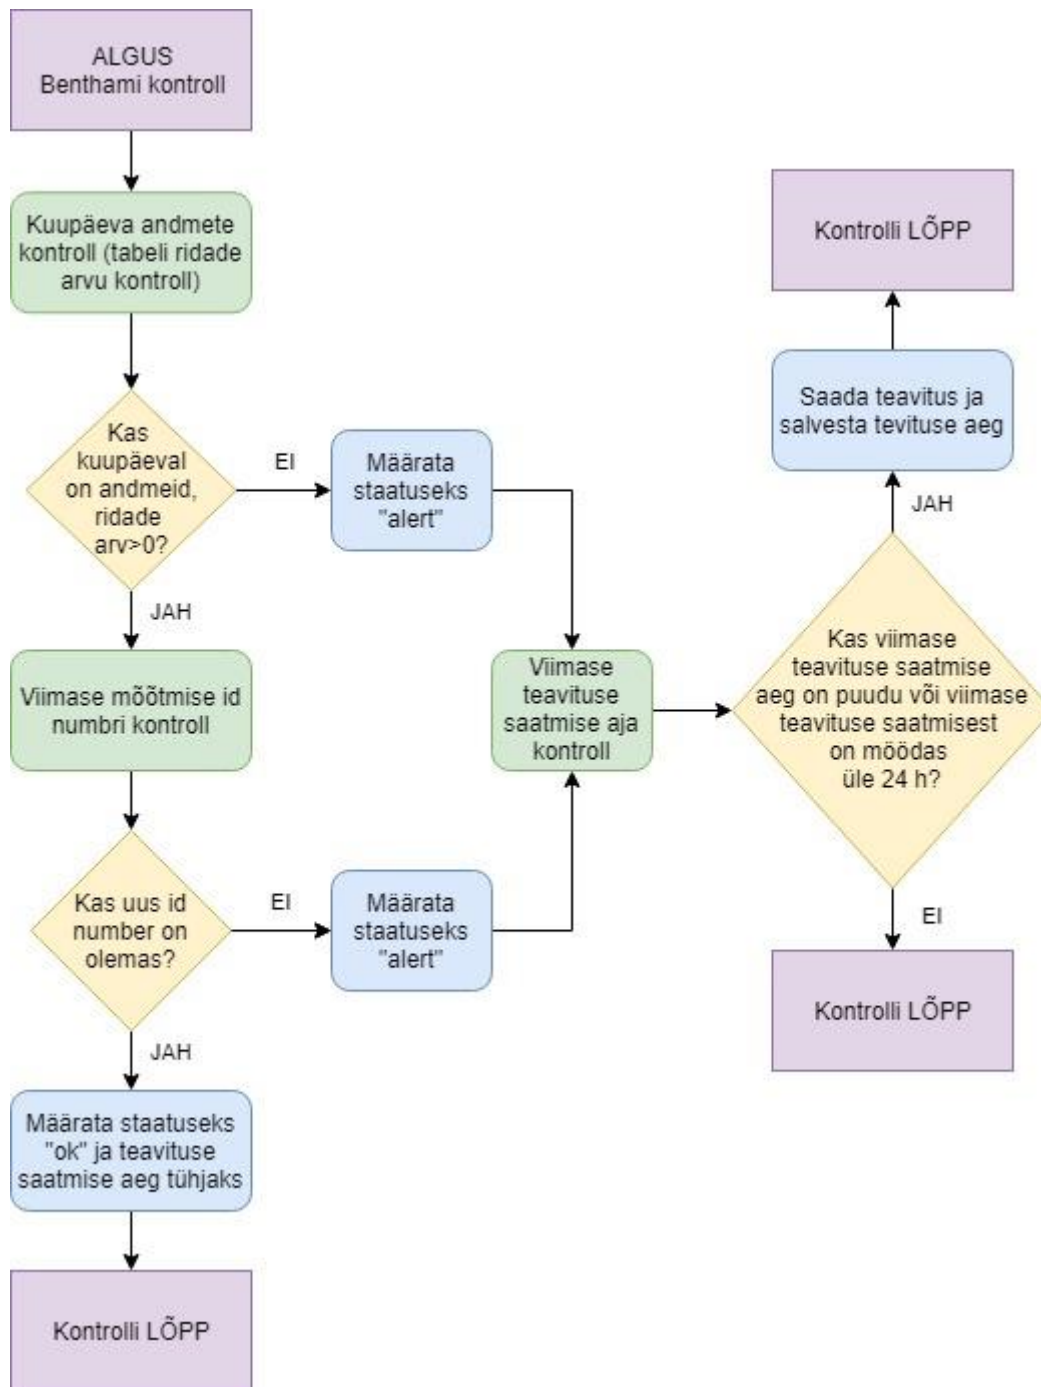 ALGUS
Benthami kontroll
Kuupäeva andmete
kontroll (tabeli ridade
arvu kontroll)
Kas
kuupäeval
on andmeid,
ridade
arv>0?
EI
Määrata
staatuseks
"alert"
JAH
Viimase mõõtmise id
numbri kontroll
Kas uus id
number on
olemas?
EI
Määrata
staatuseks
"alert"
JAH
Määrata staatuseks
"ok" ja teavituse
saatmise aeg tühjaks
Kontrolli LÕPP
Viimase
teavituse
saatmise aja
kontroll
Kas viimase
teavituse saatmise
aeg on puudu või viimase
teavituse saatmisest
on möödas
üle 24 h?
JAH
Saada teavitus ja
salvesta tevituse aeg
Kontrolli LÕPP
EI
Kontrolli LÕPP